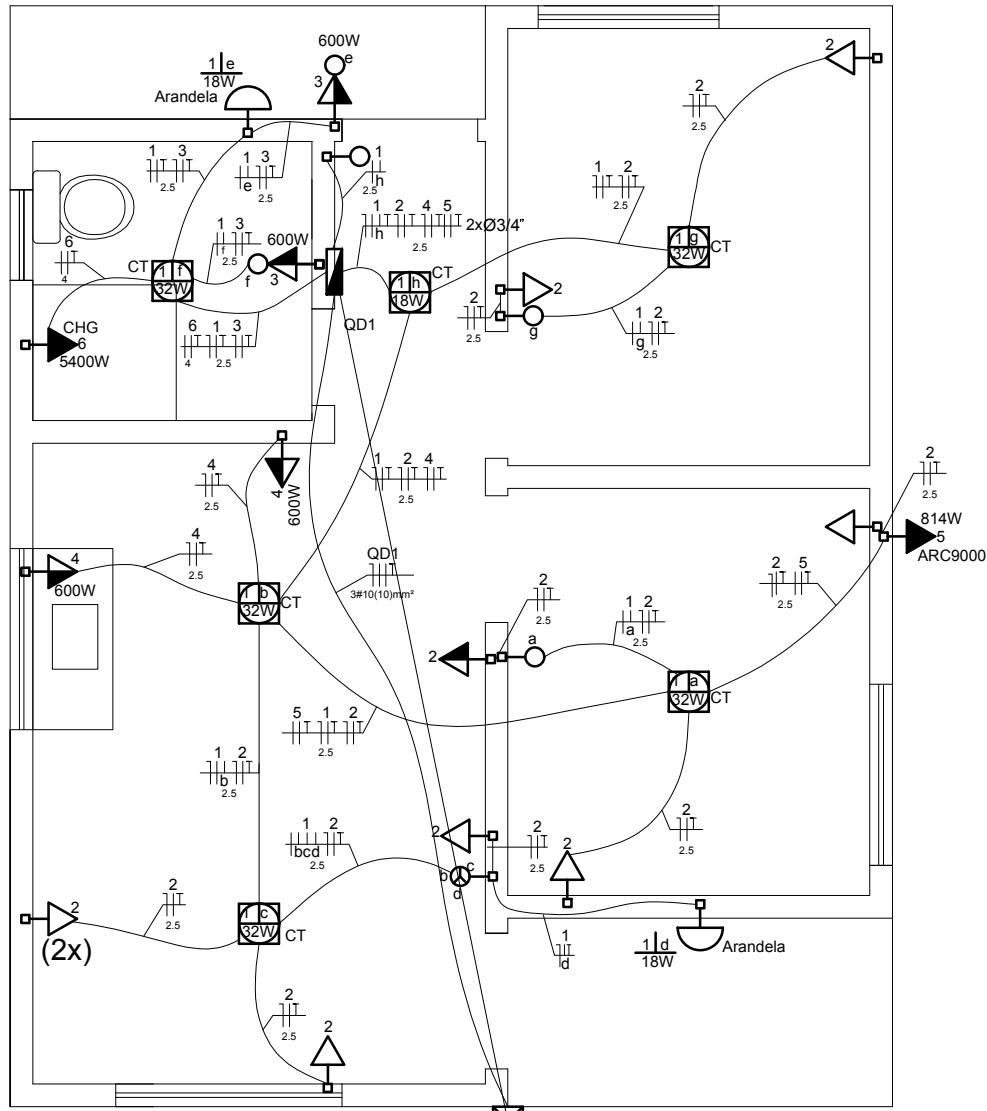 600W
e
3
1 e
18W
Arandela
2
2
2.5
1 3
2.5
1 3
e
2.5
1
h
2.5
1 2
2.5
1 2 4 5
h
2.5
2xØ3/4"
6
4
1 3
f
2.5
600W
f
3
CT
1 f
32W
CT
1 h
18W
1 g
32W
CT
QD1
2
2
2.5
g
1 2
g
2.5
CHG
6
5400W
6 1 3
4 2.5
4
2.5
4
600W
1 2 4
2.5
2
2.5
814W
5
ARC9000
4
600W
4
2.5
QD1
3#10(10)mm²
2 5
2.5
2
2.5
1 b
32W
CT
a
1 2
a
2.5
2
1 a
32W
CT
5 1 2
2.5
1 2
b
2.5
1 2
bcd
2.5
2
2
2.5
2
2
2.5
b c
d
2
(2x)
2
2.5
1 c
32W
CT
1
d
1 d
18W
Arandela
2
2.5
2